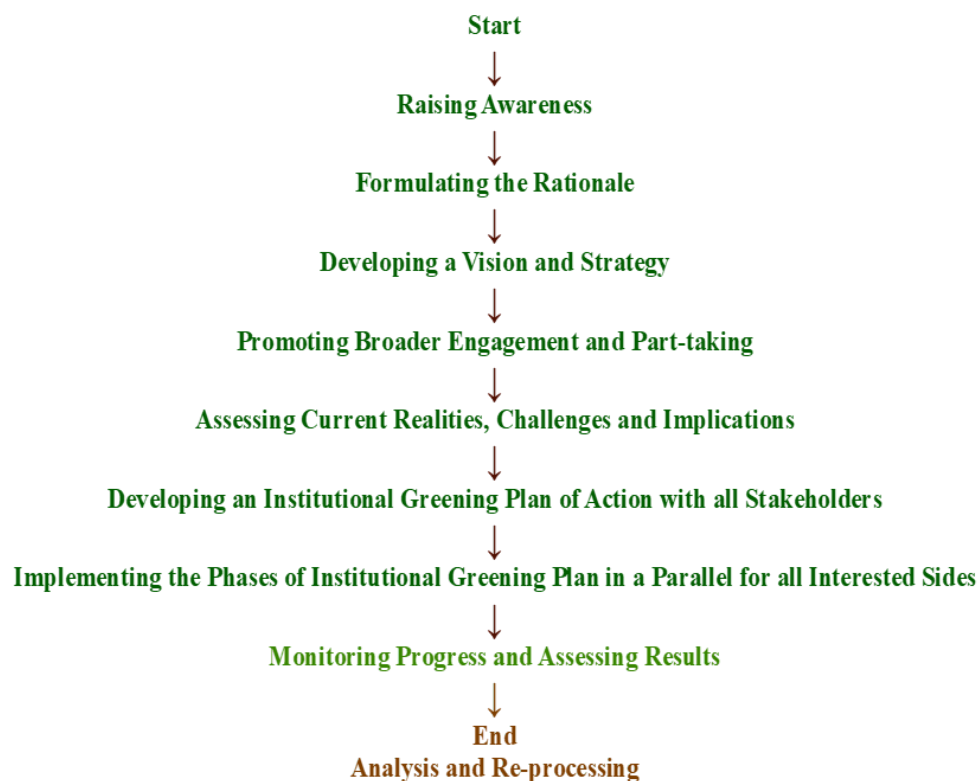 Start
Raising Awareness
Formulating the Rationale
Developing a Vision and Strategy
Promoting Broader Engagement and Part-taking
Assessing Current Realities, Challenges and Implications
Developing an Institutional Greening Plan of Action with all Stakeholders
Implementing the Phases of Institutional Greening Plan in a Parallel for all Interested Sides
Monitoring Progress and Assessing Results
End
Analysis and Re-processing